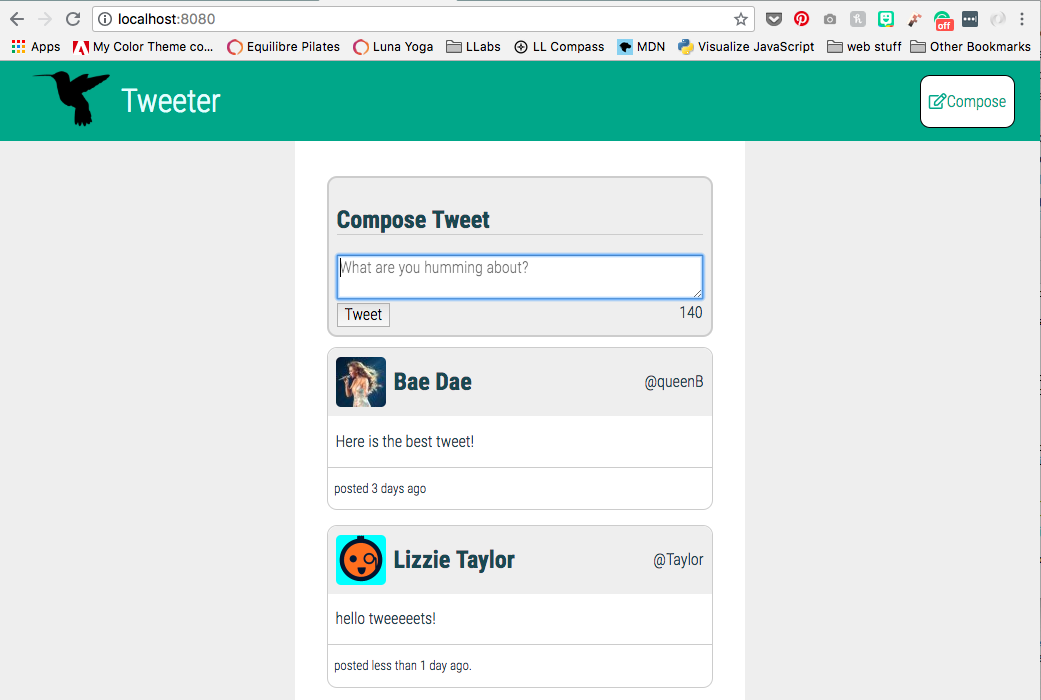 localhost:8080
Apps My Color Theme co... Equilibre Pilates Luna Yoga LLabs LL Compass MDN Visualize JavaScript web stuff Other Bookmarks
off
Tweeter
Compose
Compose Tweet
What are you humming about?
Tweet 140
Bae Dae @queenB
Here is the best tweet!
posted 3 days ago
Lizzie Taylor @Taylor
hello tweeeeets!
posted less than 1 day ago.